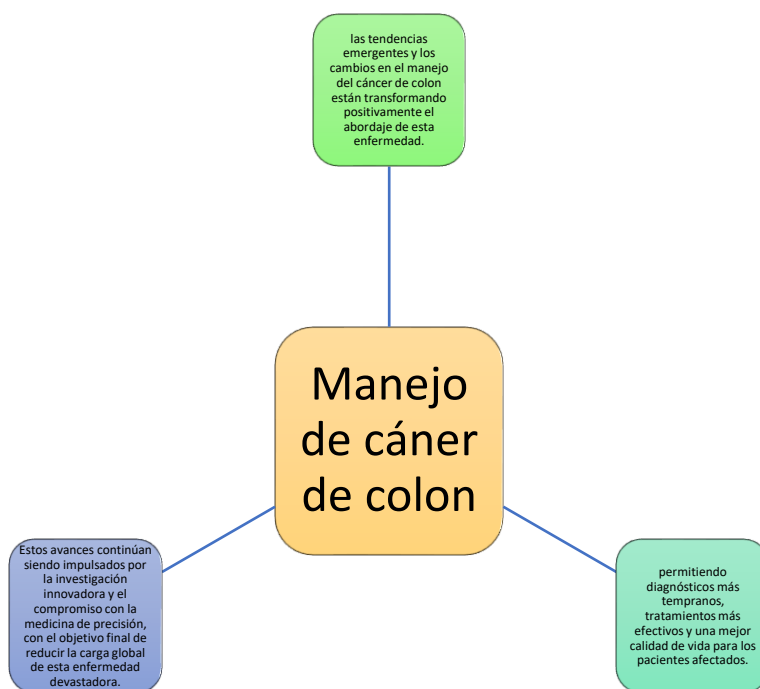 las tendencias
emergentes y los
cambios en el manejo
del cáncer de colon
están transformando
positivamente el
abordaje de esta
enfermedad.
Manejo
de cáner
de colon
Estos avances continúan
siendo impulsados por
la investigación
innovadora y el
compromiso con la
medicina de precisión,
con el objetivo final de
reducir la carga global
de esta enfermedad
devastadora.
permitiendo
diagnósticos más
tempranos,
tratamientos más
efectivos y una mejor
calidad de vida para los
pacientes afectados.